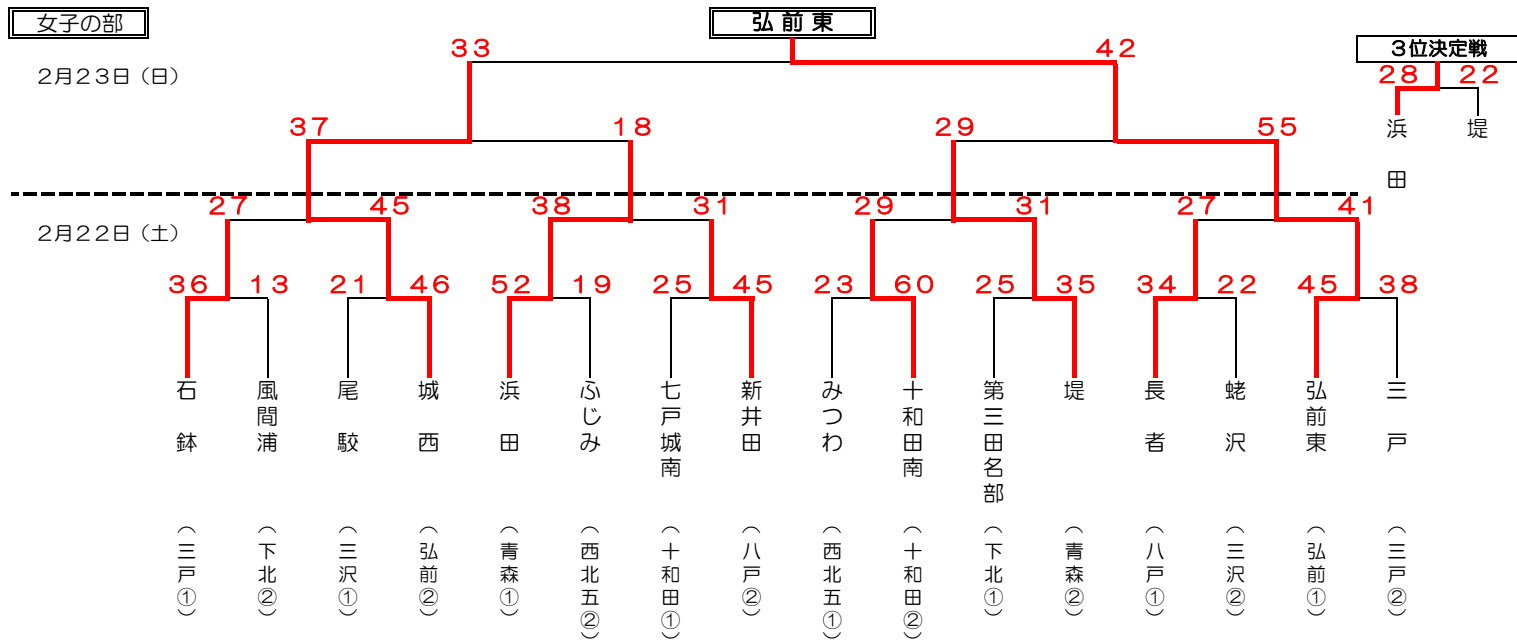 女子の部
弘前東
33
42
3位決定戦
2月23日（日）
28
22
浜田
堤
37
18
29
55
27
45
38
31
29
31
27
41
2月22日（土）
36
13
21
46
52
19
25
45
23
60
25
35
34
22
45
38
石鉢
風間浦
尾駮
城西
浜田
ふじみ
七戸城南
新井田
みつわ
十和田南
第三田名部
堤
長者
蛯沢
弘前東
三戸
（三戸①）
（下北②）
（三沢①）
（弘前②）
（青森①）
（西北五②）
（十和田①）
（八戸②）
（西北五①）
（十和田②）
（下北①）
（青森②）
（八戸①）
（三沢②）
（弘前①）
（三戸②）